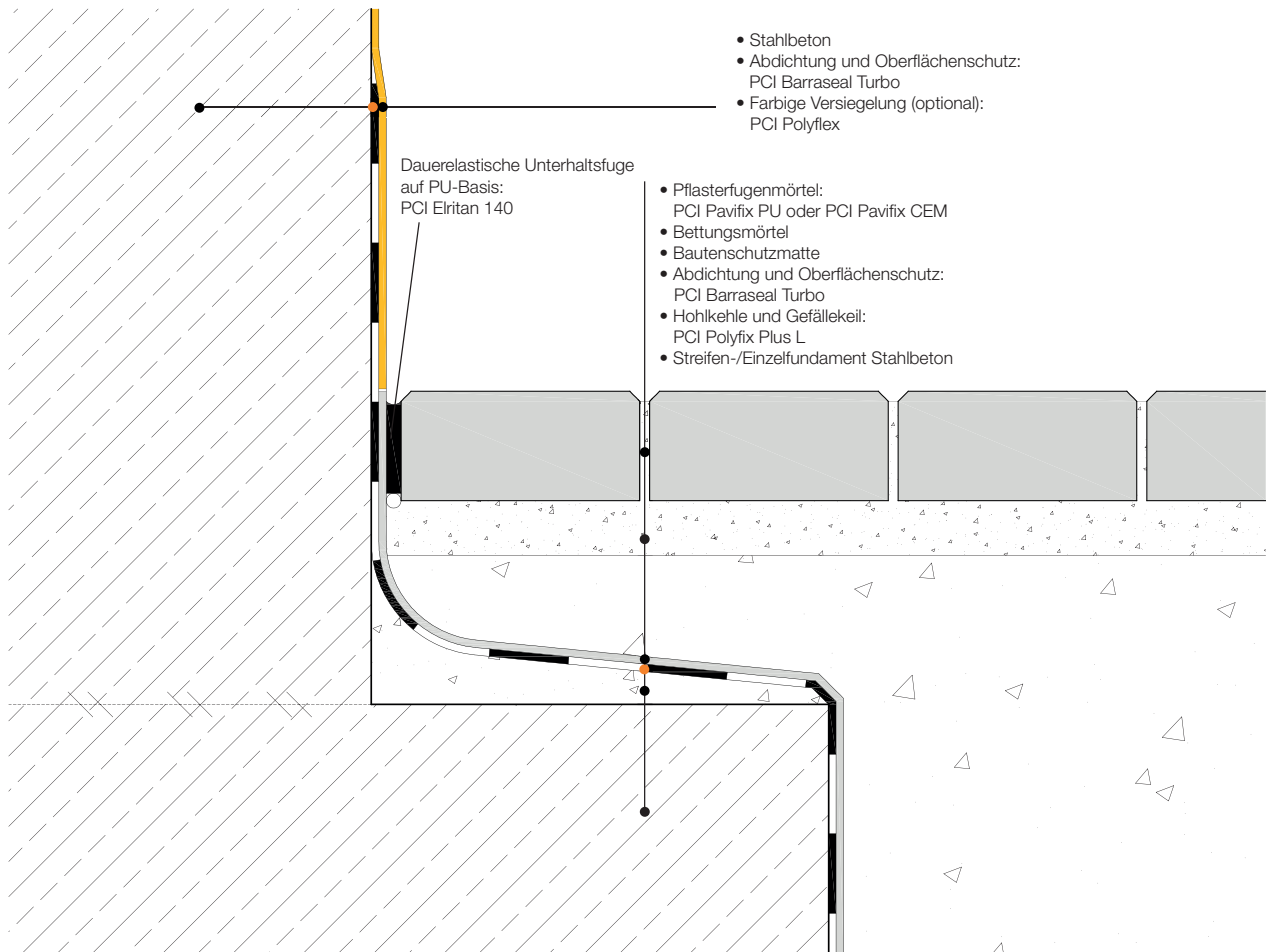 • Stahlbeton
• Abdichtung und Oberflächenschutz:
PCI Barraseal Turbo
• Farbige Versiegelung (optional):
PCI Polyflex
Dauerelastische Unterhaltsfuge
auf PU-Basis:
PCI Elritan 140
• Pflasterfugenmörtel:
PCI Pavifix PU oder PCI Pavifix CEM
• Bettungsmörtel
• Bautenschutzmatte
• Abdichtung und Oberflächenschutz:
PCI Barraseal Turbo
• Hohlkehle und Gefällekeil:
PCI Polyfix Plus L
• Streifen-/Einzelfundament Stahlbeton